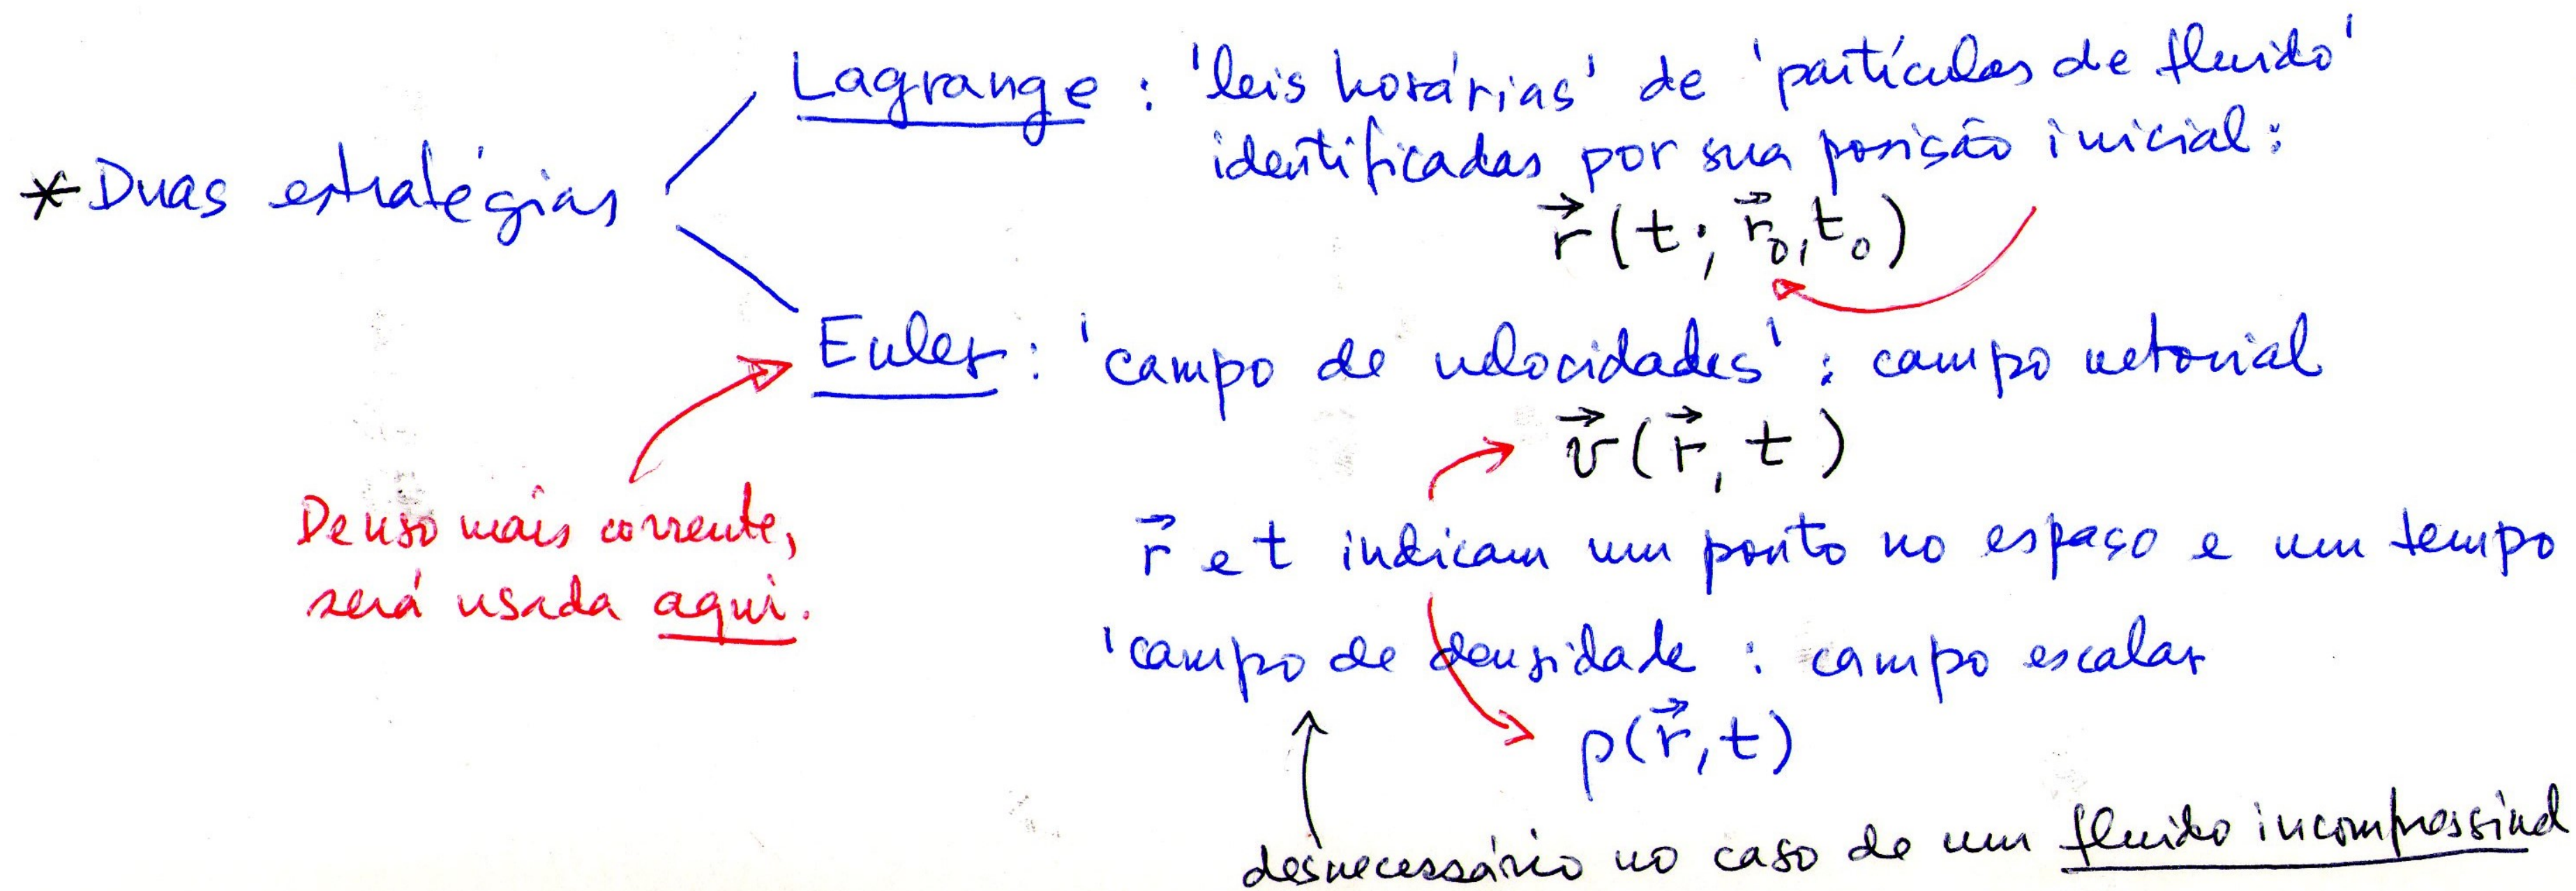 * Duas estratégias
Lagrange : 'leis horárias' de 'partículas de fluido'
identificadas por sua posição inicial :
r⃗(t; r⃗₀, t₀)
Euler : 'campo de velocidades' : campo vetorial
v⃗(r⃗, t)
De uso mais corrente,
será usada aqui.
r⃗ e t indicam um ponto no espaço e um tempo
'campo de densidade : campo escalar
ρ(r⃗, t)
desnecessário no caso de um fluido incompressível